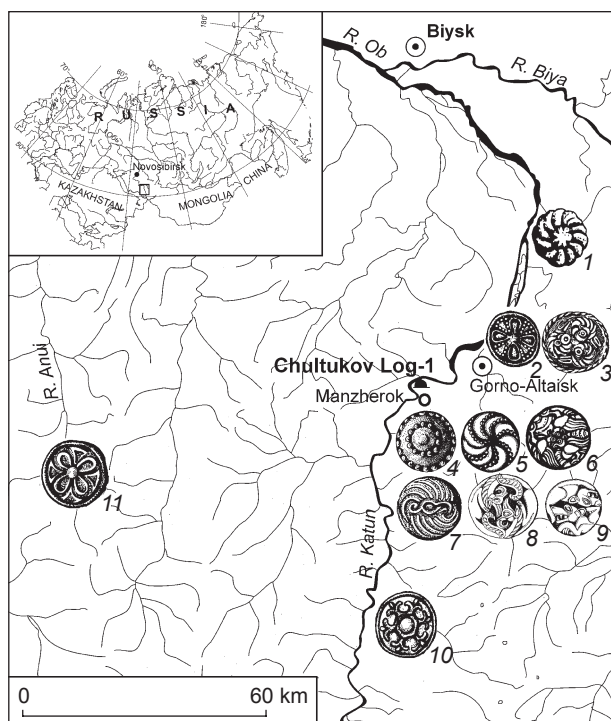 180°
R U S S I A
Novosibirsk
KAZAKHSTAN
MONGOLIA
CHINA
Biysk
R. Ob
R. Biya
1
2
3
Chultukov Log-1
Gorno-Altaisk
Manzherok
R. Anui
4
5
6
11
7
8
9
R. Katun
10
0 60 km